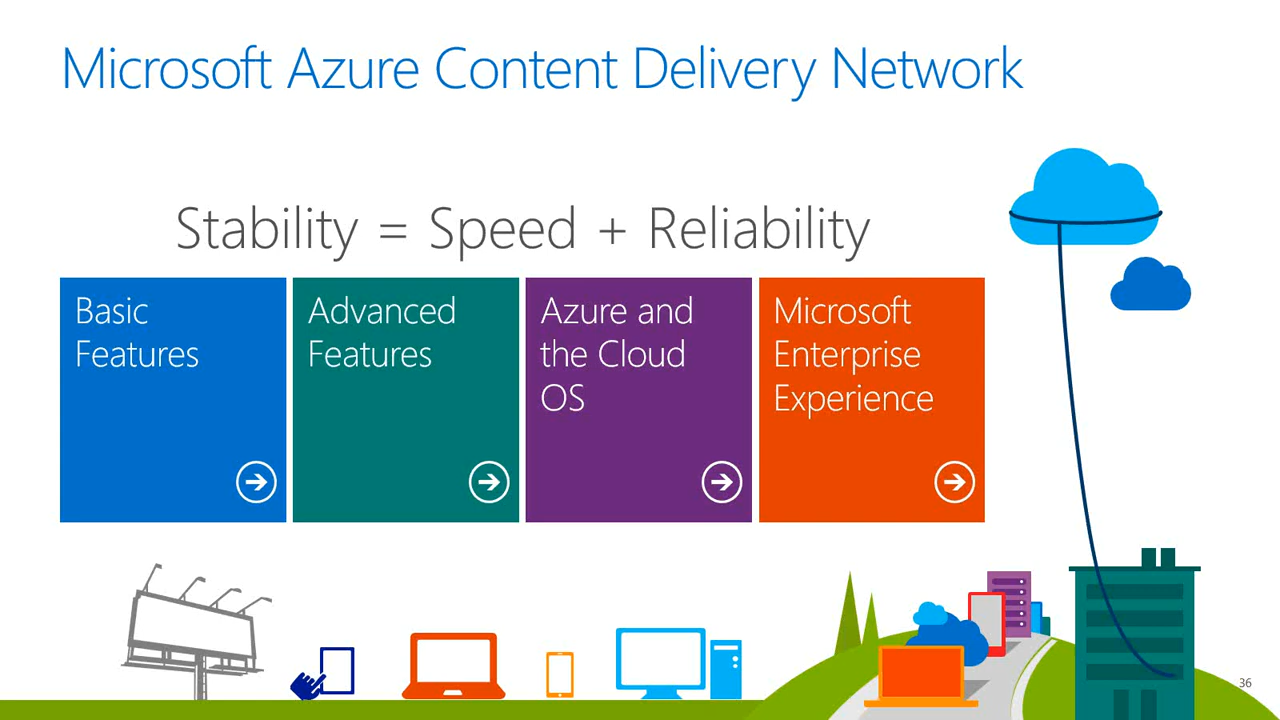 Microsoft Azure Content Delivery Network
Stability = Speed + Reliability
Basic
Features
Advanced
Features
Azure and
the Cloud
OS
Microsoft
Enterprise
Experience
36